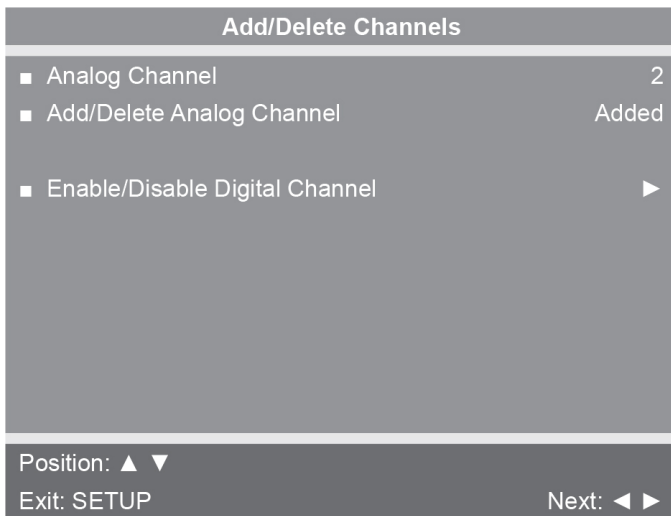 Add/Delete Channels
■ Analog Channel 2
■ Add/Delete Analog Channel Added
■ Enable/Disable Digital Channel ►
Position: ▲ ▼
Exit: SETUP Next: ◄ ►